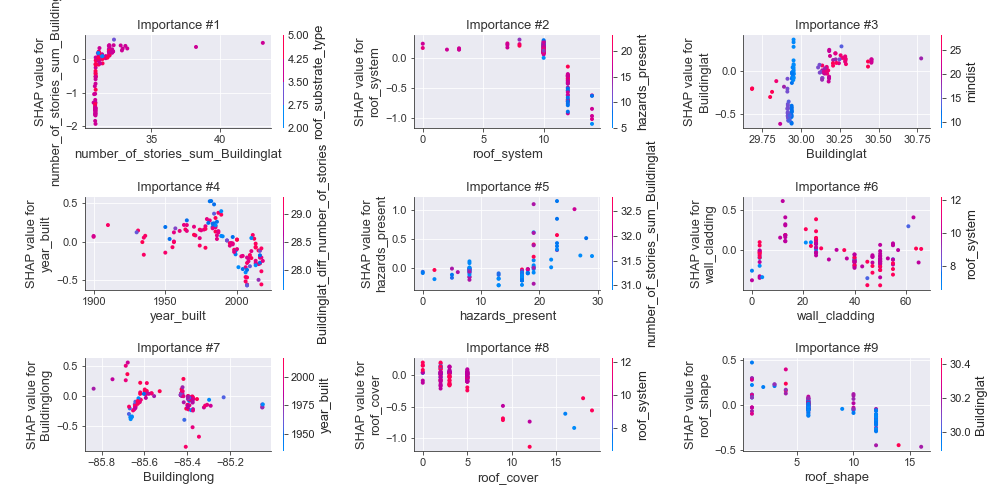 Importance #1
SHAP value for
number_of_stories_sum_Building
2
1
0
−1
−2
35
40
number_of_stories_sum_Buildinglat
5.00
4.25
3.50
2.75
2.00
roof_substrate_type
Importance #2
SHAP value for
roof_system
0.0
−0.5
−1.0
0
5
10
roof_system
20
15
10
5
hazards_present
Importance #3
SHAP value for
Buildinglat
0.0
−0.5
29.75
30.00
30.25
30.50
30.75
Buildinglat
25
20
15
10
mindist
Importance #4
SHAP value for
year_built
0.5
0.0
−0.5
1900
1950
2000
year_built
29.0
28.5
28.0
Buildinglat_diff_number_of_stories
Importance #5
SHAP value for
hazards_present
1.0
0.5
0.0
0
10
20
30
hazards_present
32.5
32.0
31.5
31.0
number_of_stories_sum_Buildinglat
Importance #6
SHAP value for
wall_cladding
0.5
0.0
0
20
40
60
wall_cladding
12
10
8
roof_system
Importance #7
SHAP value for
Buildinglong
0.5
0.0
−0.5
−85.8
−85.6
−85.4
−85.2
Buildinglong
2000
1975
1950
year_built
Importance #8
SHAP value for
roof_cover
0.0
−0.5
−1.0
0
5
10
15
roof_cover
12
10
8
roof_system
Importance #9
SHAP value for
roof_shape
0.5
0.0
−0.5
5
10
15
roof_shape
30.4
30.2
30.0
Buildinglat